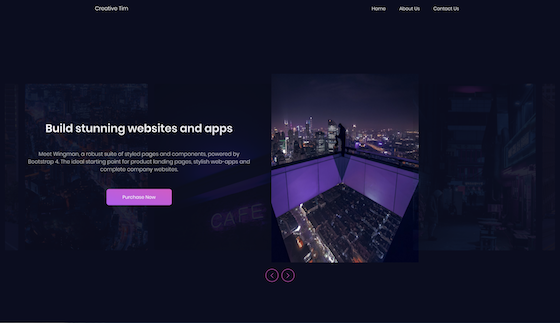 Creative Tim
Home
About Us
Contact Us
Build stunning websites and apps
Meet Wingman, a robust suite of styled pages and components, powered by
Bootstrap 4. The ideal starting point for product landing pages, stylish web-apps and
complete company websites.
Purchase Now
CAFE